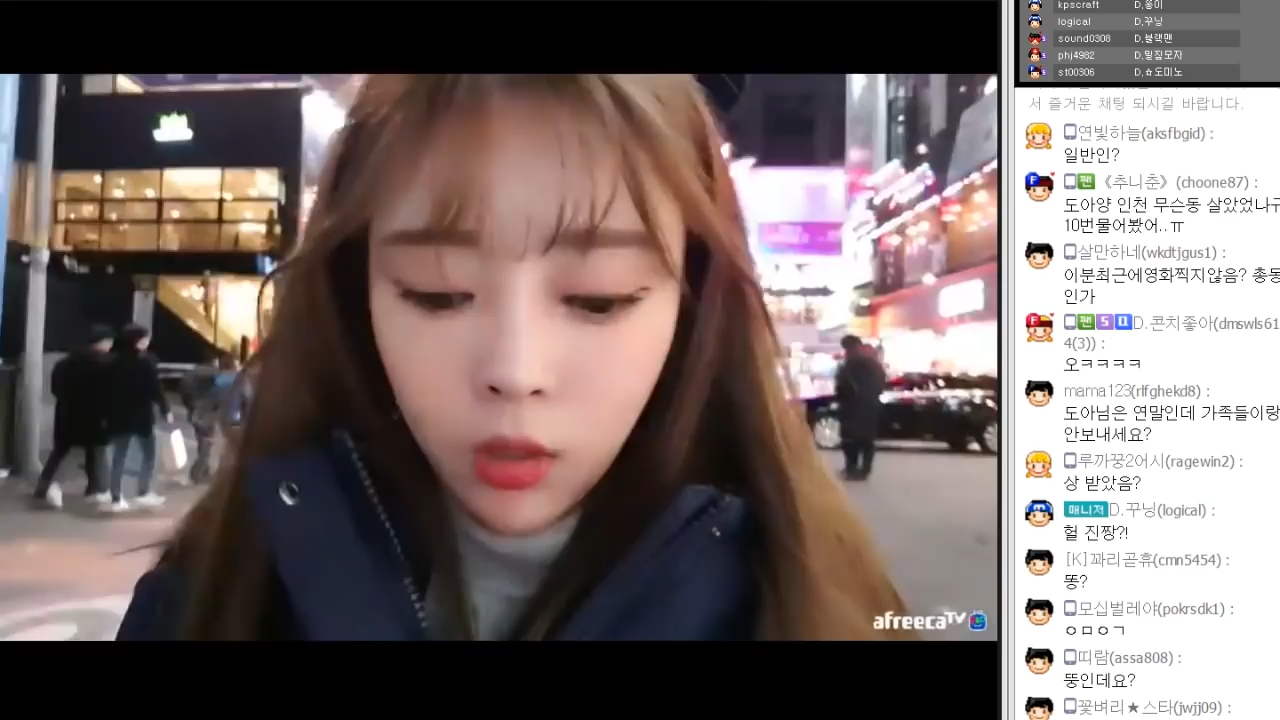 kpscraft D.쫑이
logical D.꾸닝
sound0308 D.블랙맨
phj4982 D.밀짚모자
st00306 D.☆도미노
서 즐거운 채팅 되시길 바랍니다.
연빛하늘(aksfbgid) :
일반인?
팬 《추니춘》(choone87) :
도아양 인천 무슨동 살았었나구
10번물어봤어..ㅠ
살만하네(wkdtjgus1) :
이분최근에영화찍지않음? 총동
인가
팬 S Q D.콘치좋아(dmswls61
4(3)) :
오ㅋㅋㅋㅋ
mama123(rlfghekd8) :
도아님은 연말인데 가족들이랑
안보내세요?
루까꿍2어시(ragewin2) :
상 받았음?
매니저 D.꾸닝(logical) :
헐 진짱?!
[K]꽈리곧휴(cmn5454) :
똥?
모십벌레야(pokrsdk1) :
ㅇㅁㅇㄱ
띠람(assa808) :
뚱인데요?
꽃벼리★스타(jwjj09) :
afreecaTV